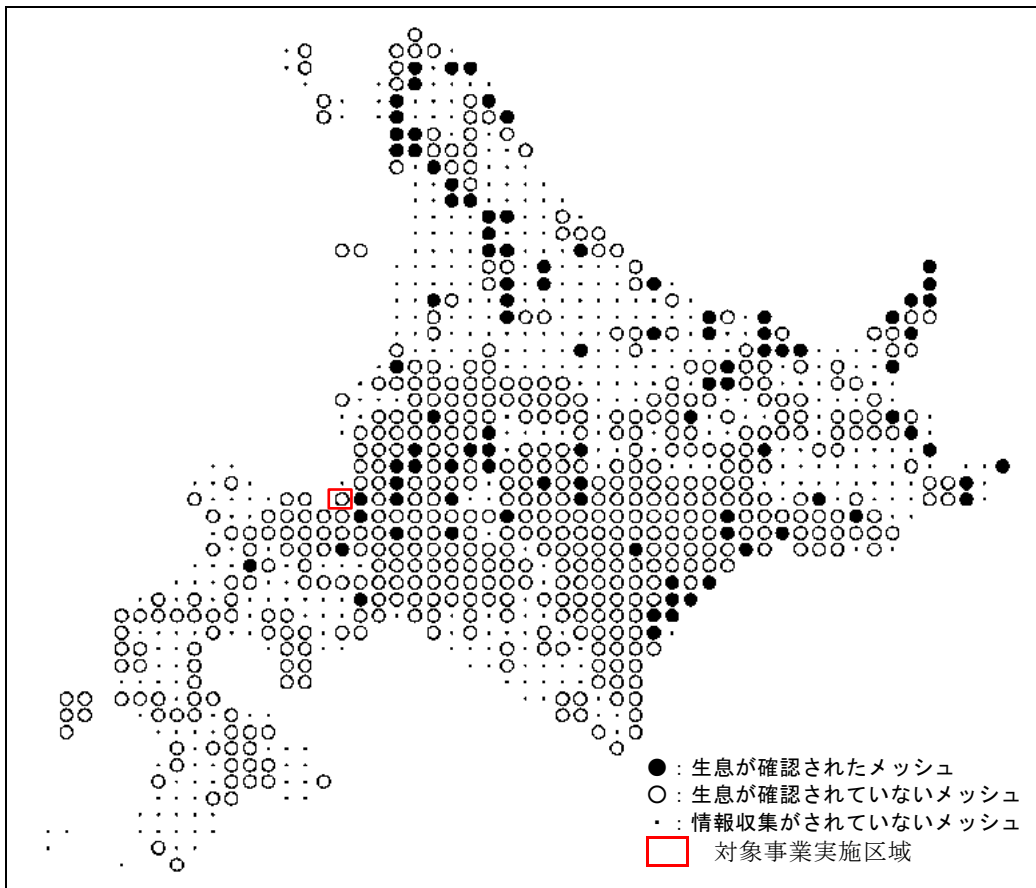 ● : 生息が確認されたメッシュ
○ : 生息が確認されていないメッシュ
・ : 情報収集がされていないメッシュ
対象事業実施区域